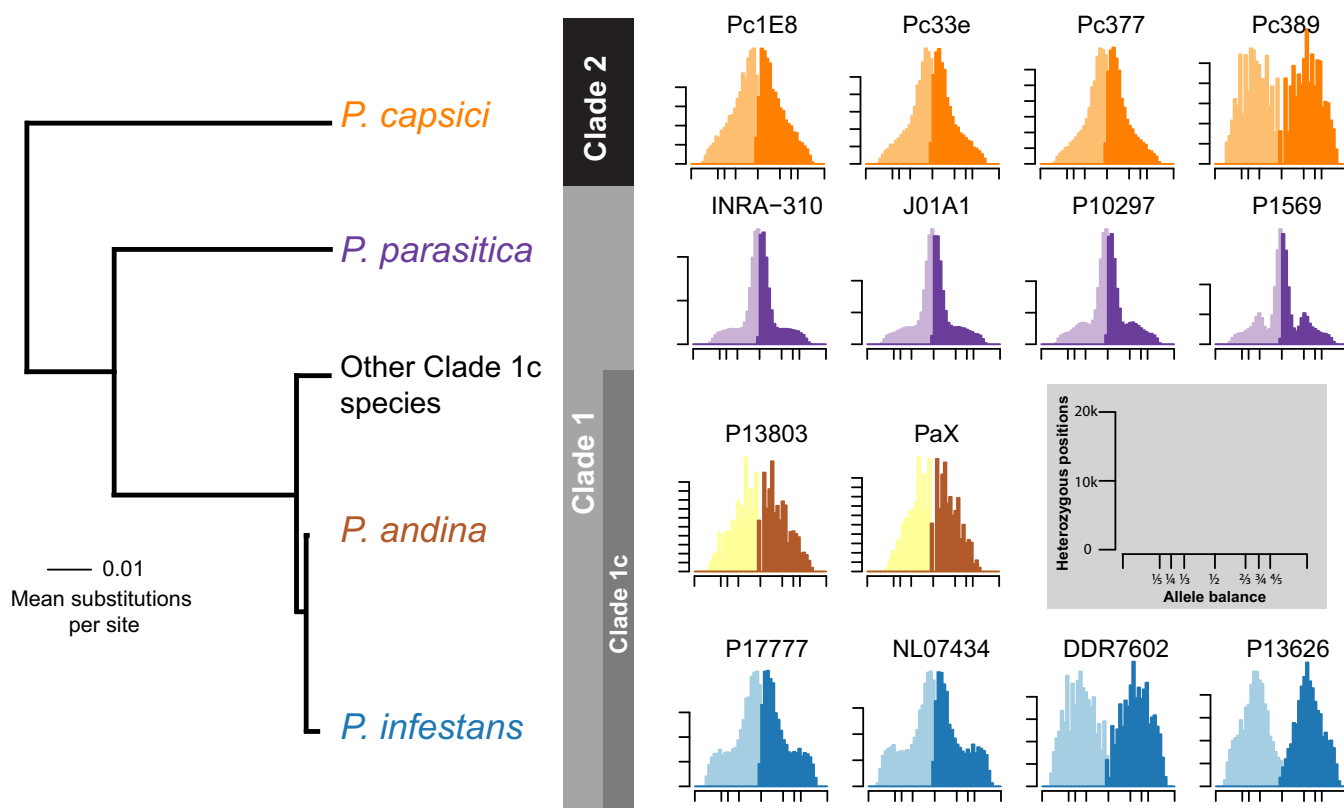 P. capsici
P. parasitica
Other Clade 1c
species
P. andina
P. infestans
0.01
Mean substitutions
per site
Clade 2
Clade 1
Clade 1c
Pc1E8
Pc33e
Pc377
Pc389
INRA−310
J01A1
P10297
P1569
P13803
PaX
Heterozygous positions
20k
10k
0
⅕ ¼ ⅓ ½ ⅔ ¾ ⅘
Allele balance
P17777
NL07434
DDR7602
P13626